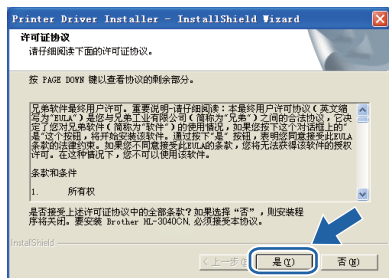 Printer Driver Installer - InstallShield Wizard
许可证协议
请仔细阅读下面的许可证协议。
按 PAGE DOWN 键以查看协议的剩余部分。
兄弟软件最终用户许可。重要说明-请仔细阅读：本最终用户许可协议（英文缩
写为"EULA"）是您与兄弟工业有限公司（简称为"兄弟"）之间的合法协议，它决
定了您对兄弟软件（简称为"软件"）的使用情况，如果您按下这个对话框上的"
是"这个按钮，将开始安装该软件。通过按下"是"按钮，表明您同意接受此EULA
条款的法律约束。如果您不同意接受此EULA的条款，您将无法获得该软件的授权
许可。在这种情况下，您不可以使用该软件。
条款和条件
1. 所有权
是否接受上述许可证协议中的全部条款？如果选择“否”，则安装程
序将关闭。要安装 Brother HL-3040CN，必须接受本协议。
InstallShield
是(Y)
否(N)